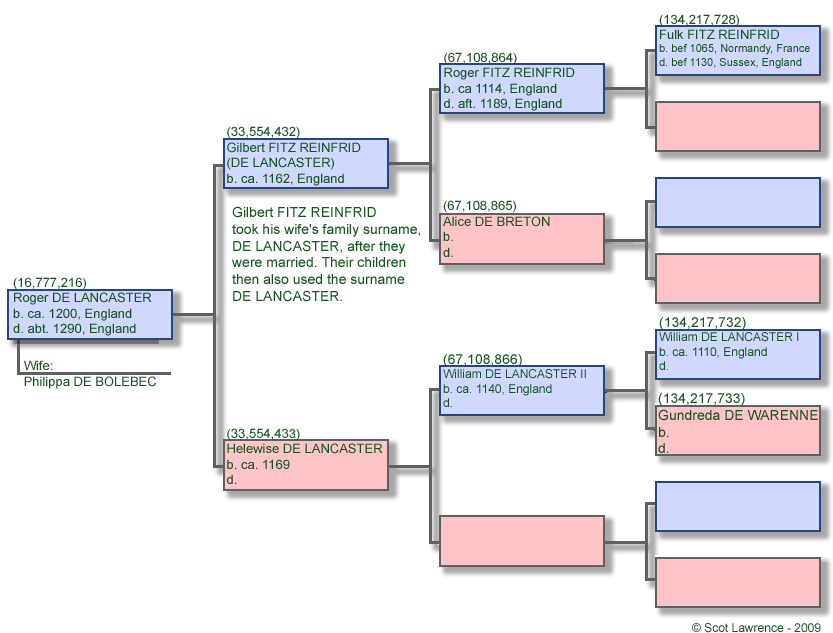 (134,217,728)
Fulk FITZ REINFRID
b. bef 1065, Normandy, France
d. bef 1130, Sussex, England
(67,108,864)
Roger FITZ REINFRID
b. ca 1114, England
d. aft. 1189, England
(33,554,432)
Gilbert FITZ REINFRID
(DE LANCASTER)
b. ca. 1162, England
(67,108,865)
Alice DE BRETON
b.
d.
Gilbert FITZ REINFRID
took his wife's family surname,
DE LANCASTER, after they
were married. Their children
then also used the surname
DE LANCASTER.
(16,777,216)
Roger DE LANCASTER
b. ca. 1200, England
d. abt. 1290, England
Wife:
Philippa DE BOLEBEC
(134,217,732)
William DE LANCASTER I
b. ca. 1110, England
d.
(67,108,866)
William DE LANCASTER II
b. ca. 1140, England
d.
(134,217,733)
Gundreda DE WARENNE
b.
d.
(33,554,433)
Helewise DE LANCASTER
b. ca. 1169
d.
© Scot Lawrence - 2009